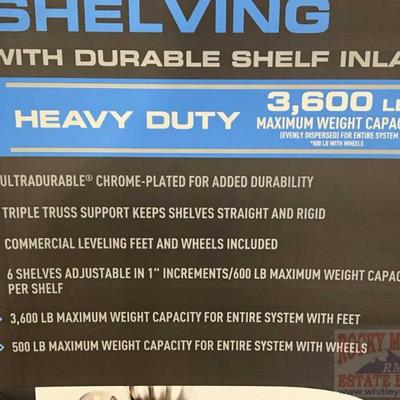 SHELVING
WITH DURABLE SHELF INLA
HEAVY DUTY
3,600 LB
MAXIMUM WEIGHT CAPAC
(EVENLY DISPERSED) FOR ENTIRE SYSTEM
*500 LB WITH WHEELS
ULTRADURABLE® CHROME-PLATED FOR ADDED DURABILITY
TRIPLE TRUSS SUPPORT KEEPS SHELVES STRAIGHT AND RIGID
COMMERCIAL LEVELING FEET AND WHEELS INCLUDED
6 SHELVES ADJUSTABLE IN 1" INCREMENTS/600 LB MAXIMUM WEIGHT CAPAC
PER SHELF
3,600 LB MAXIMUM WEIGHT CAPACITY FOR ENTIRE SYSTEM WITH FEET
500 LB MAXIMUM WEIGHT CAPACITY FOR ENTIRE SYSTEM WITH WHEELS
ROCKY M
RM
ESTATE
www.whitley